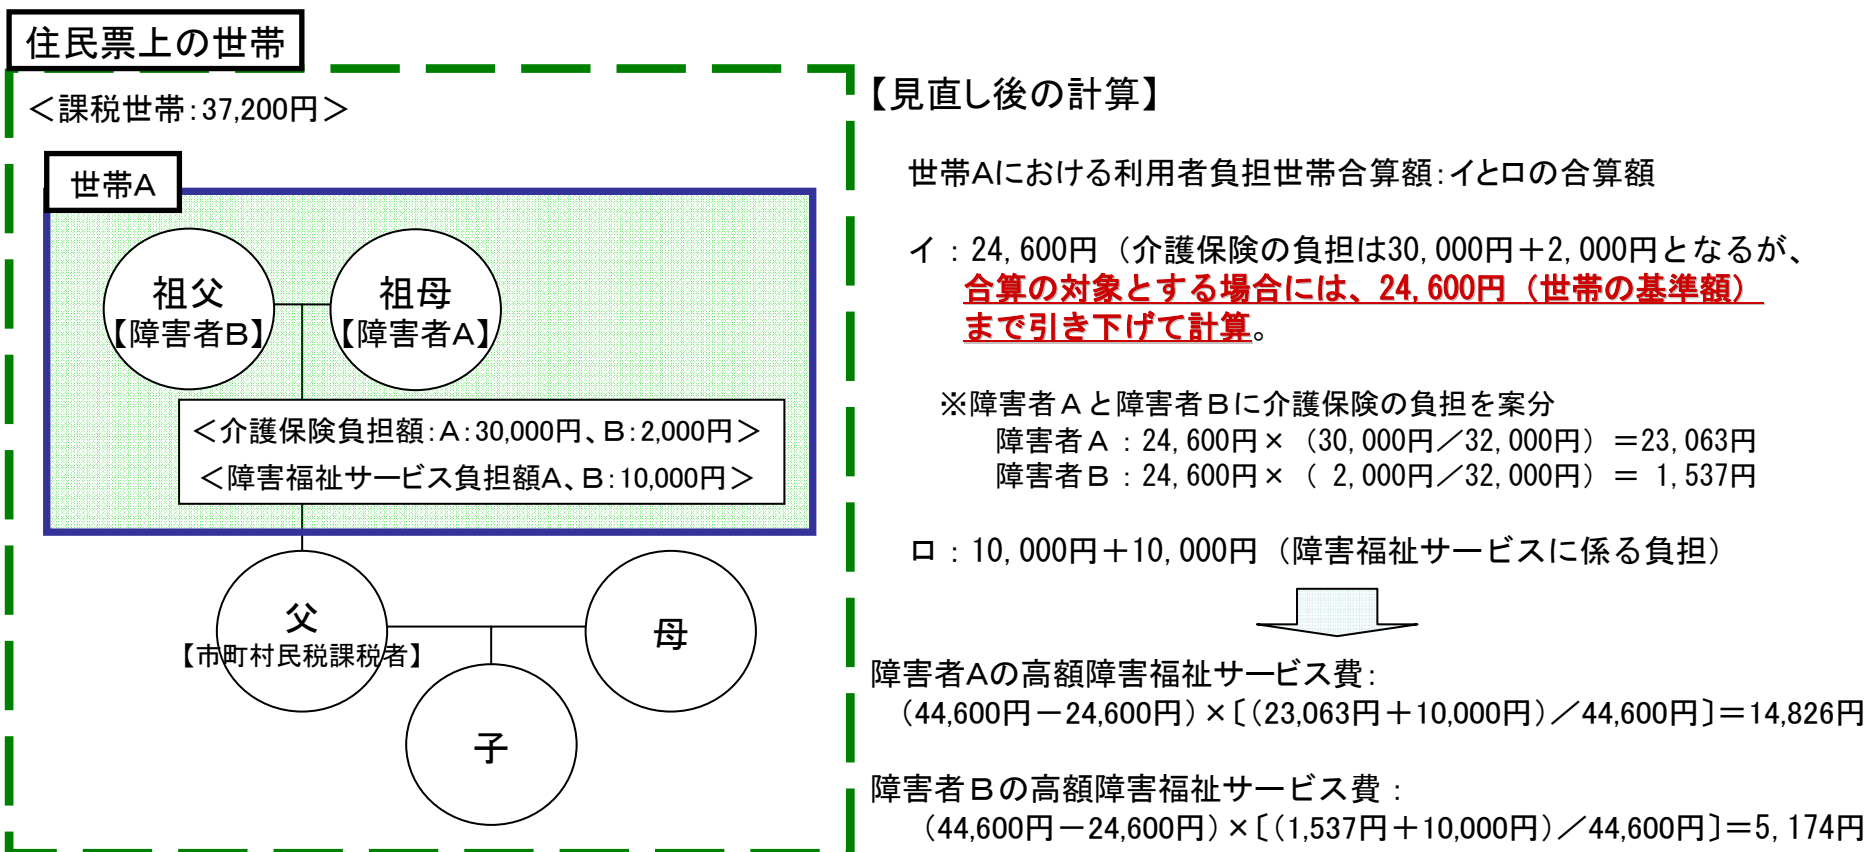 住民票上の世帯
＜課税世帯：37,200円＞
世帯A
祖父
【障害者B】
祖母
【障害者A】
＜介護保険負担額：A：30,000円、B：2,000円＞
＜障害福祉サービス負担額A、B：10,000円＞
父
【市町村民税課税者】
母
子
【見直し後の計算】
世帯Aにおける利用者負担世帯合算額：イとロの合算額
イ：24,600円（介護保険の負担は30,000円＋2,000円となるが、
合算の対象とする場合には、24,600円（世帯の基準額）
まで引き下げて計算。
※障害者Ａと障害者Ｂに介護保険の負担を案分
障害者Ａ：24,600円×（30,000円／32,000円）＝23,063円
障害者Ｂ：24,600円×（ 2,000円／32,000円）＝ 1,537円
ロ：10,000円＋10,000円（障害福祉サービスに係る負担）
障害者Aの高額障害福祉サービス費：
（44,600円－24,600円）×〔（23,063円＋10,000円）／44,600円〕＝14,826円
障害者Ｂの高額障害福祉サービス費：
（44,600円－24,600円）×〔（1,537円＋10,000円）／44,600円〕＝5,174円